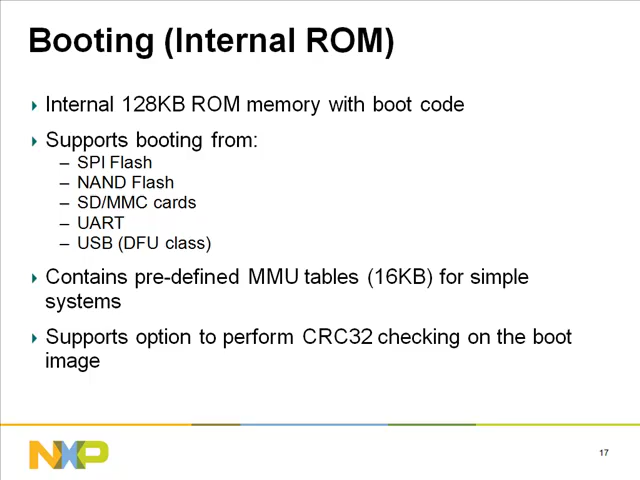 Booting (Internal ROM)
Internal 128KB ROM memory with boot code
Supports booting from:
– SPI Flash
– NAND Flash
– SD/MMC cards
– UART
– USB (DFU class)
Contains pre-defined MMU tables (16KB) for simple
systems
Supports option to perform CRC32 checking on the boot
image
NXP
17